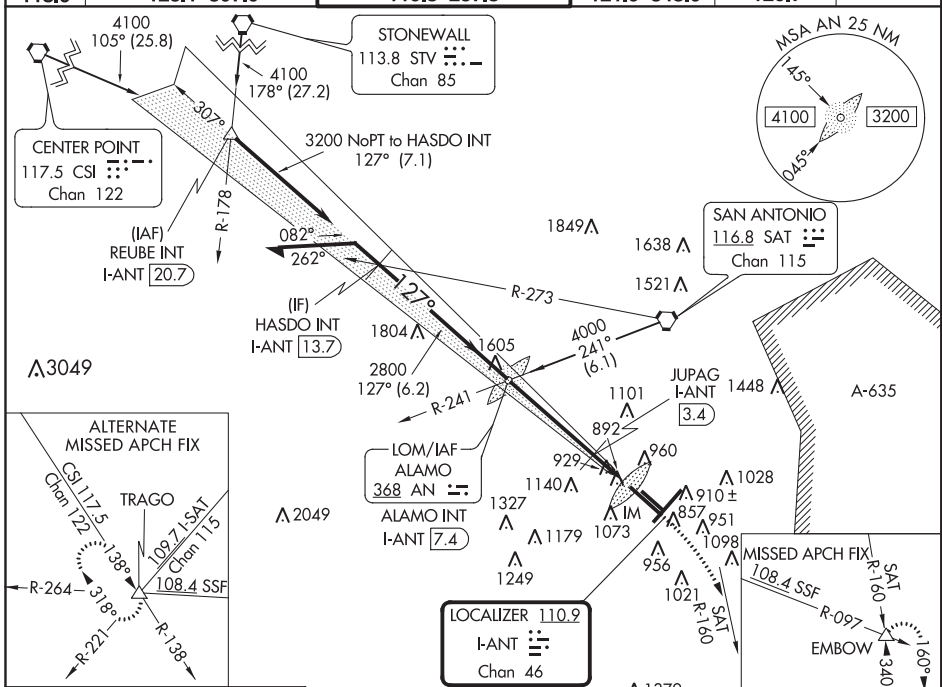 4100
105° (25.8)
4100
178° (27.2)
STONEWALL
113.8 STV
Chan 85
MSA AN 25 NM
145°
4100
3200
045°
CENTER POINT
117.5 CSI
Chan 122
307°
3200 NoPT to HASDO INT
127° (7.1)
R-178
(IAF)
REUBE INT
I-ANT 20.7
082°
262°
(IF)
HASDO INT
I-ANT 13.7
127°
R-273
1849
1638
1521
SAN ANTONIO
116.8 SAT
Chan 115
4000
241°
(6.1)
1804
1605
2800
127° (6.2)
R-241
3049
JUPAG
I-ANT
3.4
1448
A-635
1101
892
929
960
LOM/IAF
ALAMO
368 AN
ALAMO INT
I-ANT 7.4
1140
1327
1179
1249
1073
IM
1028
910 ±
857
951
1098
956
1021
SAT
R-160
2049
ALTERNATE
MISSED APCH FIX
CSI 117.5
Chan 122
TRAGO
109.7 I-SAT
Chan 115
138°
108.4 SSF
R-264
318°
R-221
R-138
LOCALIZER 110.9
I-ANT
Chan 46
MISSED APCH FIX
108.4 SSF
SAT
R-160
R-097
EMBOW
160°
340